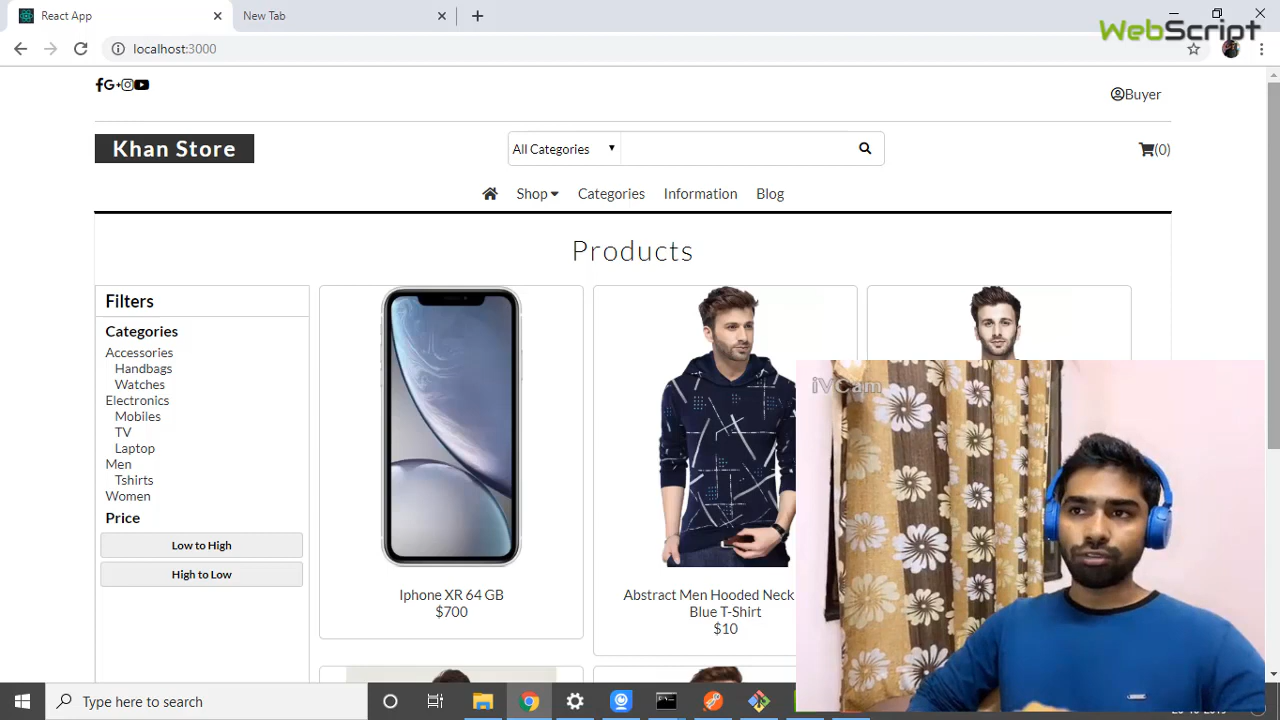 React App
New Tab
localhost:3000
WebScript
Buyer
Khan Store
All Categories
(0)
Shop
Categories
Information
Blog
Products
Filters
Categories
Accessories
Handbags
Watches
Electronics
Mobiles
TV
Laptop
Men
Tshirts
Women
Price
Low to High
High to Low
Iphone XR 64 GB
$700
Abstract Men Hooded Neck
Blue T-Shirt
$10
iVCam
Type here to search